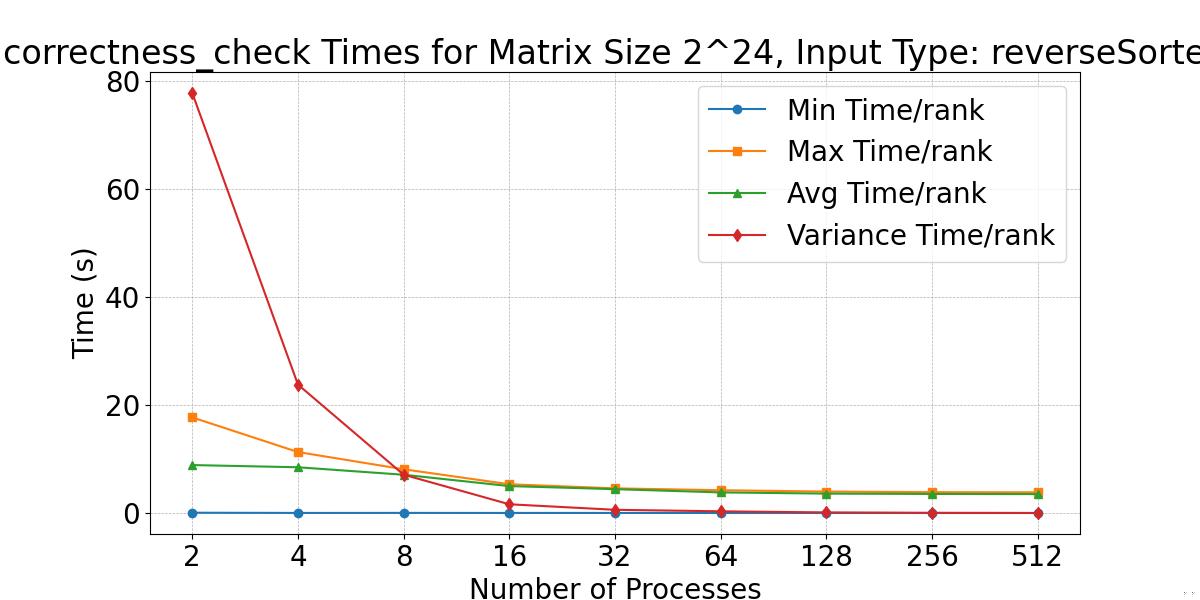 correctness_check Times for Matrix Size 2^24, Input Type: reverseSorte
80
60
40
20
0
Time (s)
Min Time/rank
Max Time/rank
Avg Time/rank
Variance Time/rank
2 4 8 16 32 64 128 256 512
Number of Processes